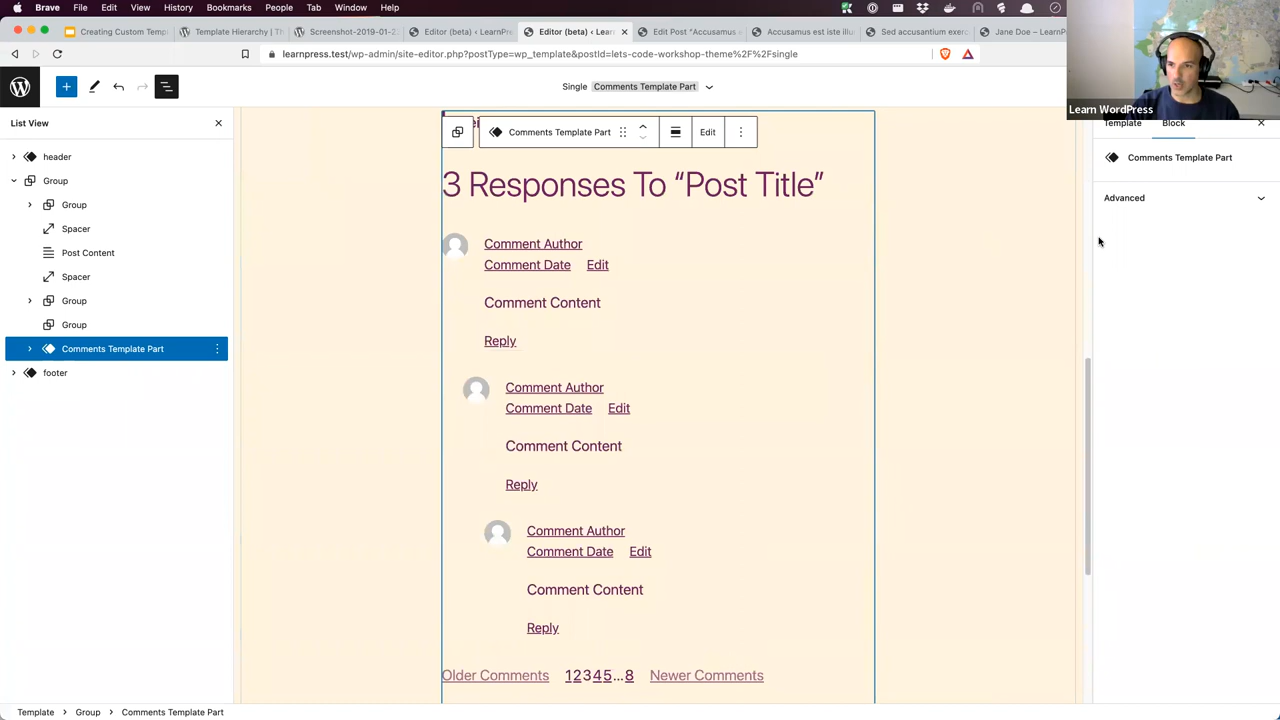 Brave File Edit View History Bookmarks People Tab Window Help
Creating Custom Temp
Template Hierarchy | Th
Screenshot-2019-01-2
Editor (beta) ‹ LearnPre
Editor (beta) ‹ Learn
Edit Post "Accusamus e
Accusamus est iste illu
Sed accusantium exerc
Jane Doe – LearnP
learnpress.test/wp-admin/site-editor.php?postType=wp_template&postId=lets-code-workshop-theme%2F%2Fsingle
Learn WordPress
Single Comments Template Part
List View
header
Group
Group
Spacer
Post Content
Spacer
Group
Group
Comments Template Part
footer
Comments Template Part
Edit
3 Responses To “Post Title”
Comment Author
Comment Date Edit
Comment Content
Reply
Comment Author
Comment Date Edit
Comment Content
Reply
Comment Author
Comment Date Edit
Comment Content
Reply
Older Comments 12345...8 Newer Comments
Template Block
Comments Template Part
Advanced
Template > Group > Comments Template Part